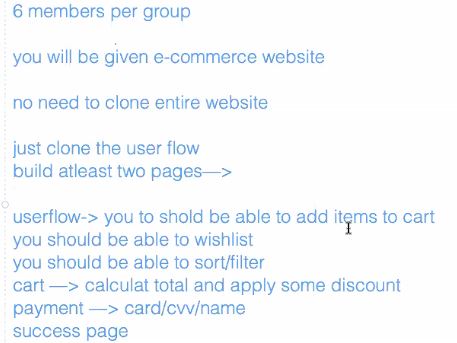 6 members per group
you will be given e-commerce website
no need to clone entire website
just clone the user flow
build atleast two pages—>
userflow-> you to shold be able to add items to cart
you should be able to wishlist
you should be able to sort/filter
cart —> calculat total and apply some discount
payment —> card/cvv/name
success page